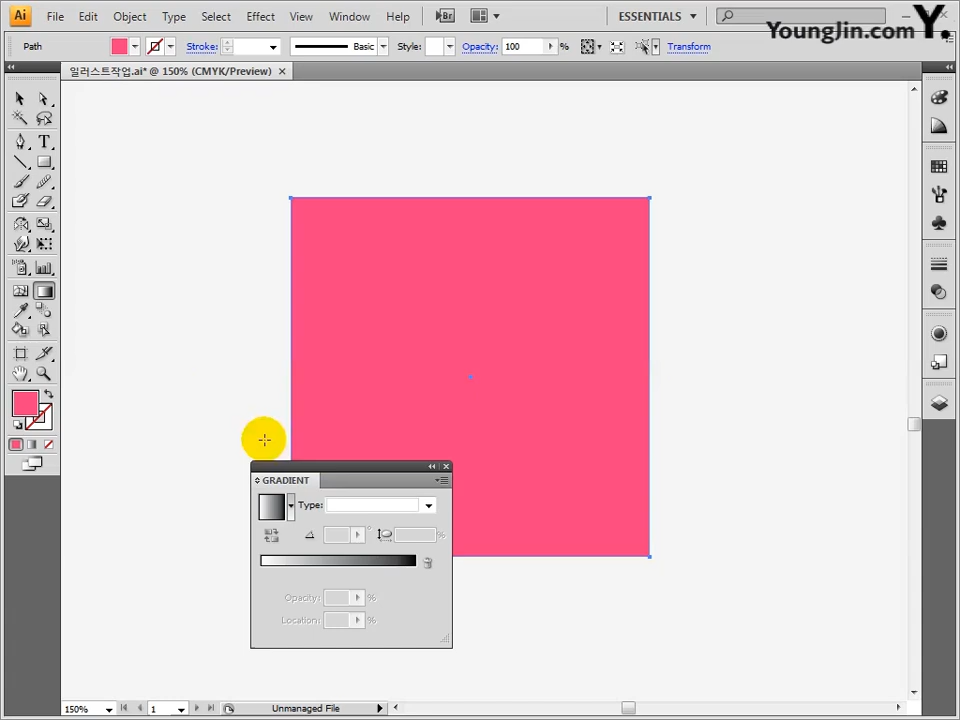 Ai File Edit Object Type Select Effect View Window Help Br ESSENTIALS
Youngjin.com Y.
Path Stroke: Basic Style: Opacity: 100 % Transform
일러스트작업.ai* @ 150% (CMYK/Preview)
GRADIENT
Type:
%
Opacity: %
Location: %
150% 1 Unmanaged File